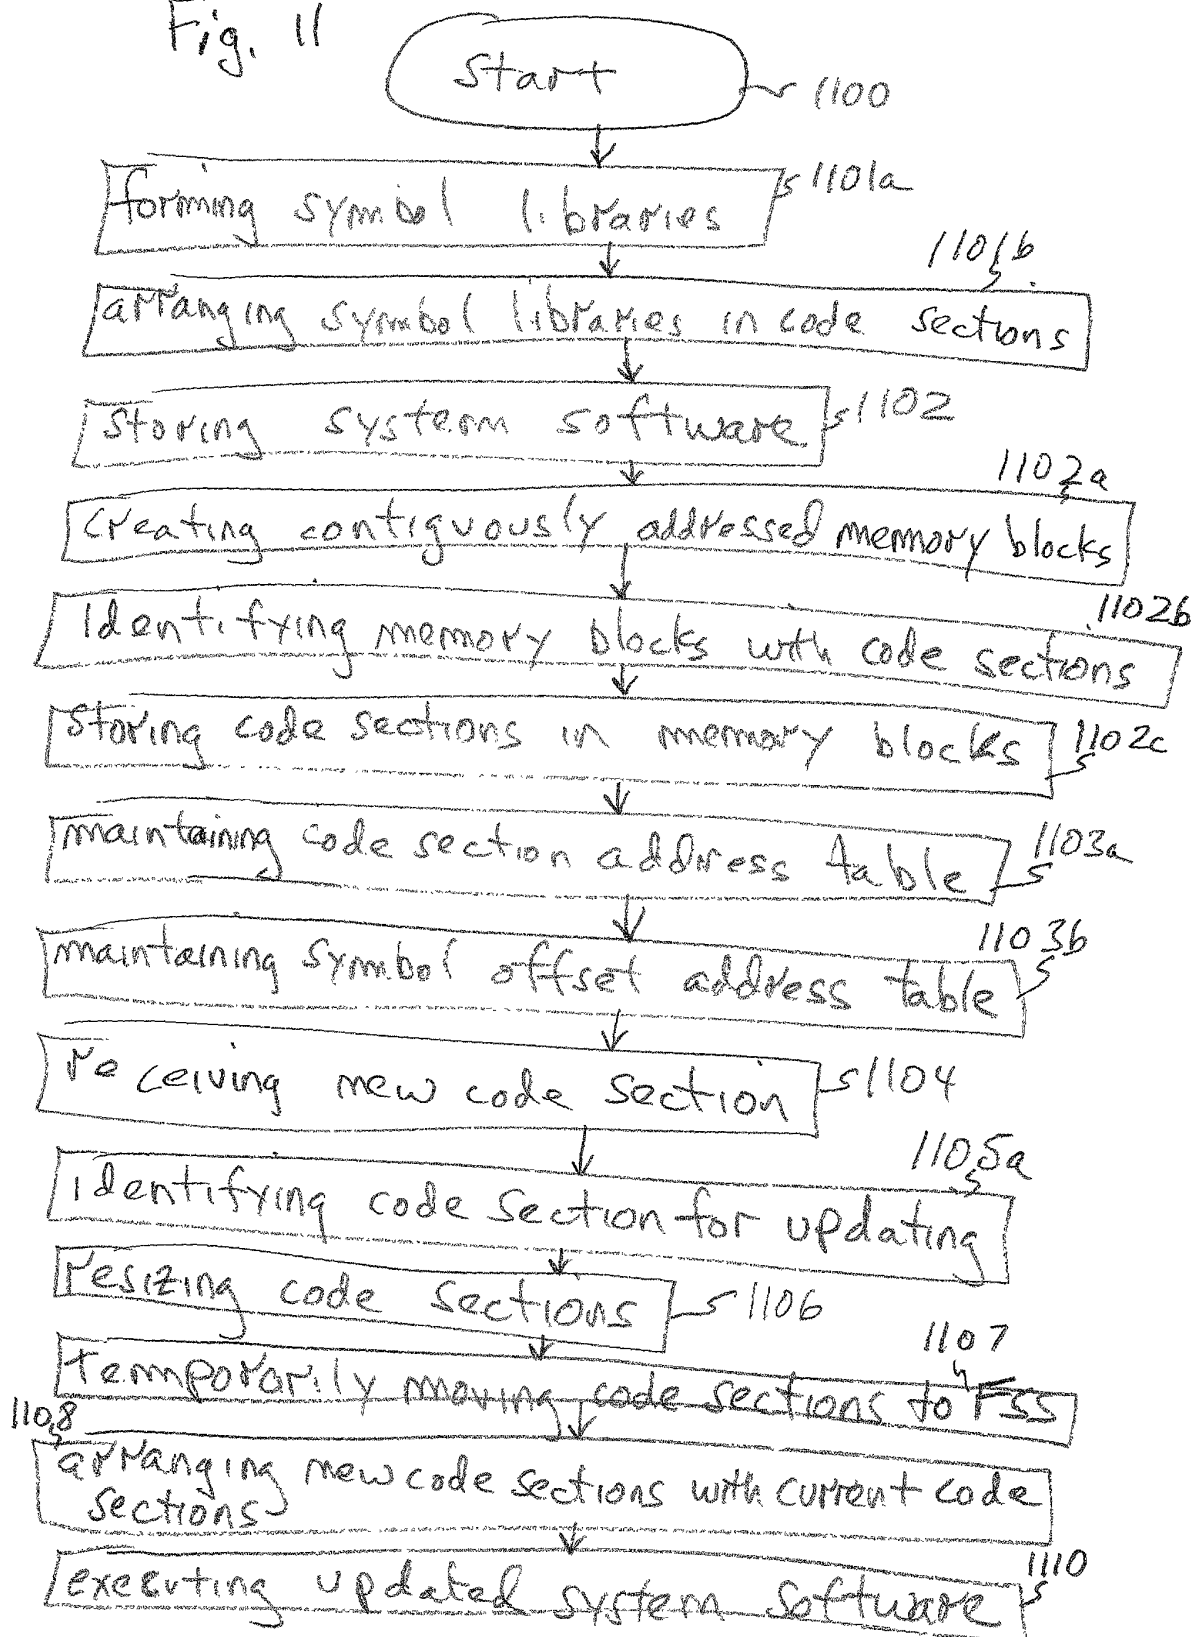 Fig. 11
Start
1100
forming symbol libraries
1101a
1101b
arranging symbol libraries in code sections
storing system software
1102
1102a
creating contiguously addressed memory blocks
1102b
Identifying memory blocks with code sections
storing code sections in memory blocks
1102c
maintaining code section address table
1103a
1103b
maintaining symbol offset address table
receiving new code section
1104
1105a
identifying code section for updating
resizing code sections
1106
1107
temporarily moving code sections to FSS
1108
arranging new code sections with current code
sections
1110
executing updated system software